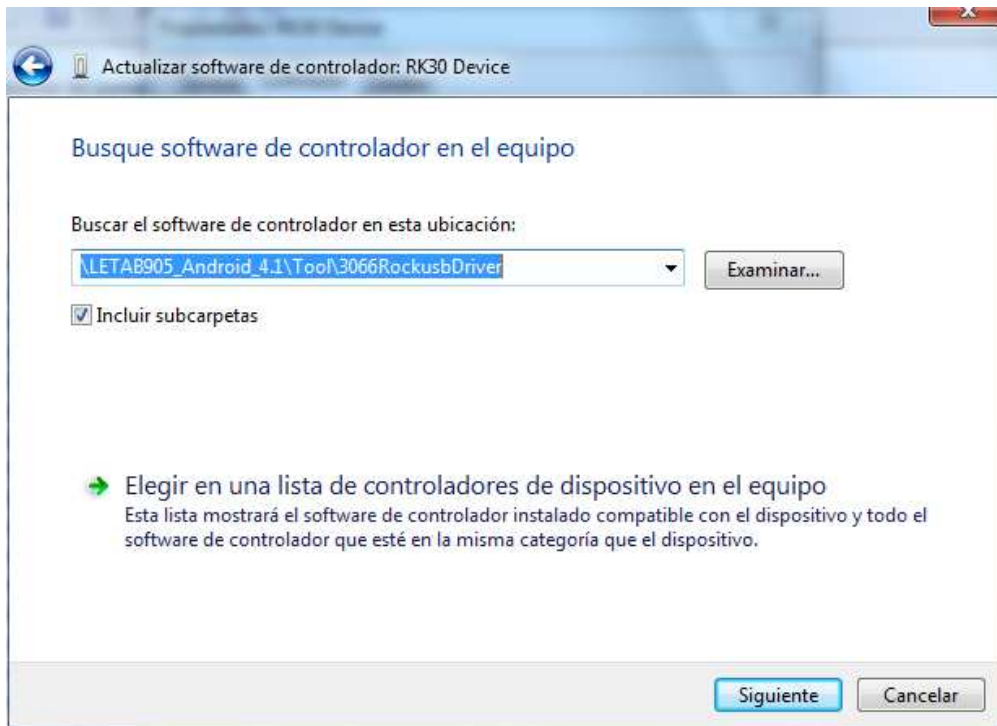 Actualizar software de controlador: RK30 Device
Busque software de controlador en el equipo
Buscar el software de controlador en esta ubicación:
\LETAB905_Android_4.1\Tool\3066RockusbDriver
Examinar...
Incluir subcarpetas
Elegir en una lista de controladores de dispositivo en el equipo
Esta lista mostrará el software de controlador instalado compatible con el dispositivo y todo el
software de controlador que esté en la misma categoría que el dispositivo.
Siguiente
Cancelar